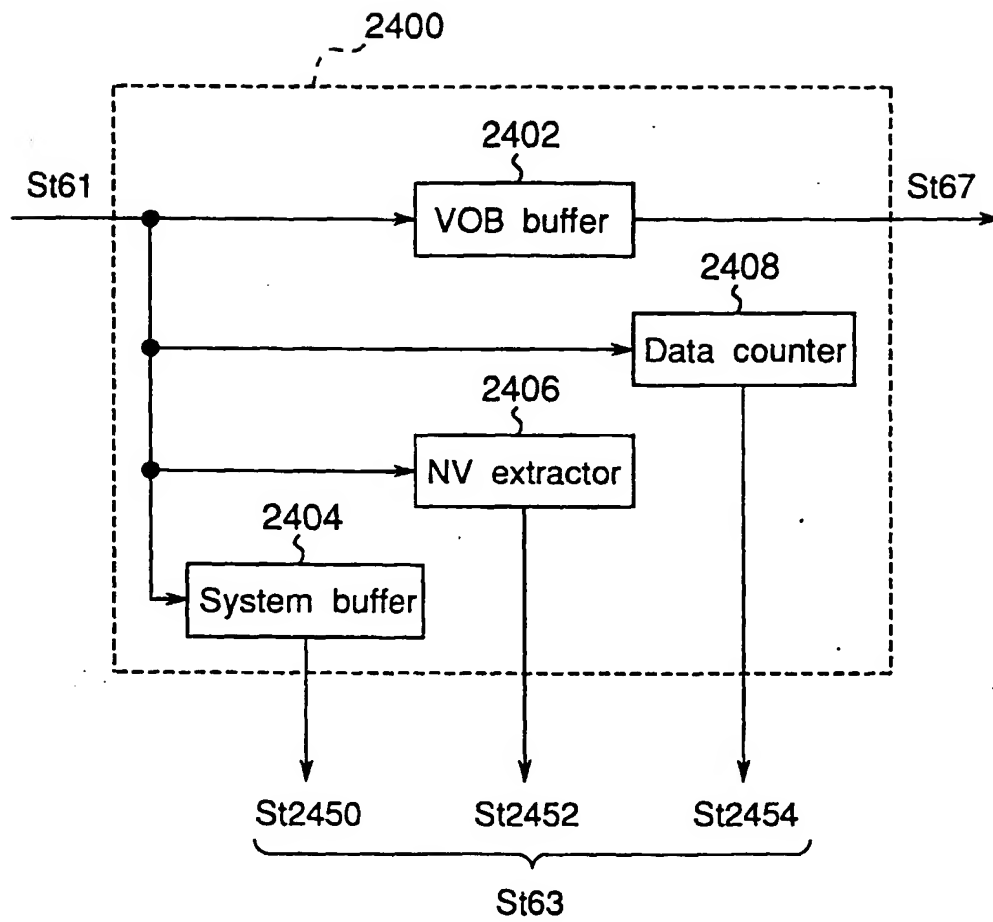 2400
2402
St61
St67
VOB buffer
2408
Data counter
2406
NV extractor
2404
System buffer
St2450
St2452
St2454
St63